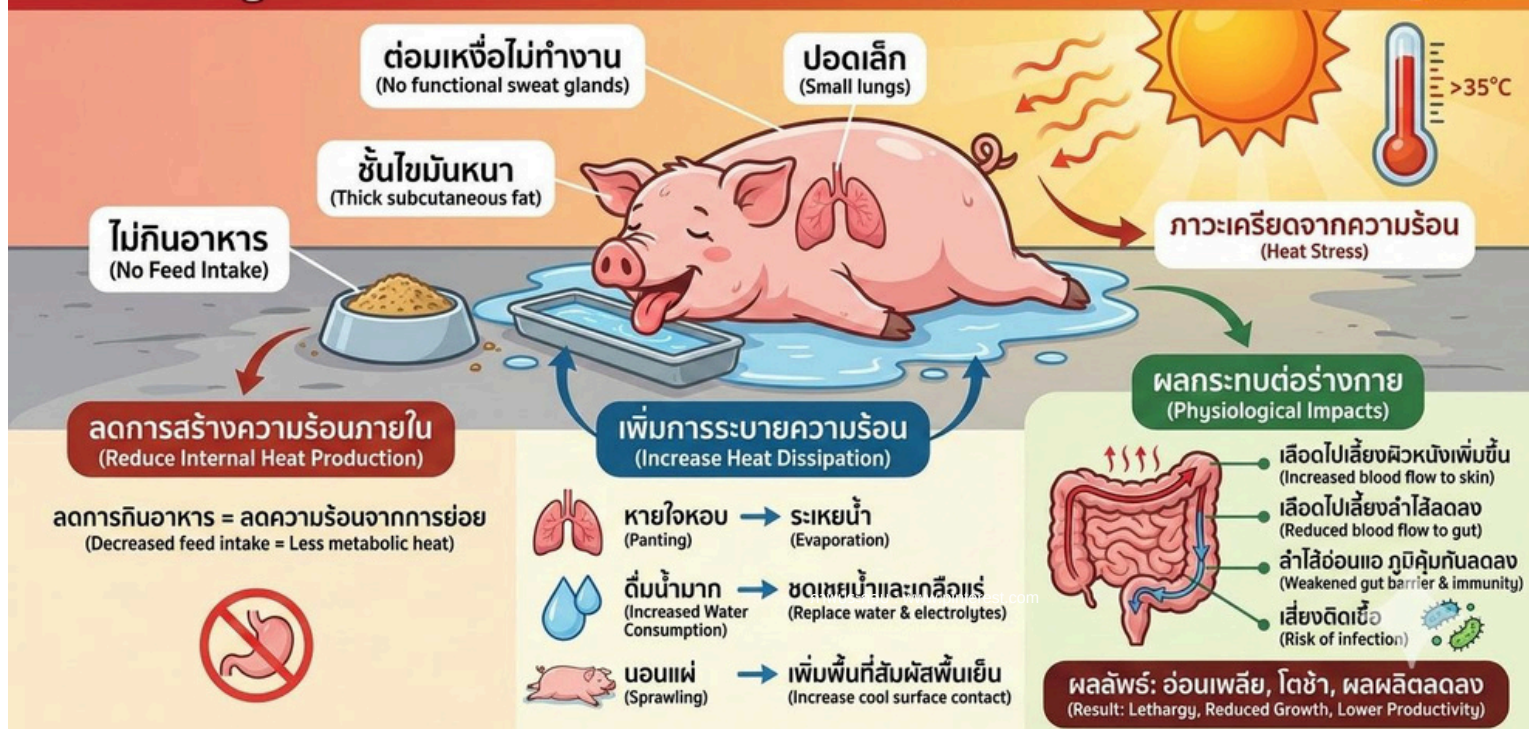 ต่อมเหงื่อไม่ทำงาน
(No functional sweat glands)
ปอดเล็ก
(Small lungs)
>35°C
ชั้นไขมันหนา
(Thick subcutaneous fat)
ไม่กินอาหาร
(No Feed Intake)
ภาวะเครียดจากความร้อน
(Heat Stress)
ลดการสร้างความร้อนภายใน
(Reduce Internal Heat Production)
ลดการกินอาหาร = ลดความร้อนจากการย่อย
(Decreased feed intake = Less metabolic heat)
เพิ่มการระบายความร้อน
(Increase Heat Dissipation)
หายใจหอบ
(Panting)
ระเหยน้ำ
(Evaporation)
ดื่มน้ำมาก
(Increased Water
Consumption)
ชดเชยน้ำและเกลือแร่
(Replace water & electrolytes)
นอนแผ่
(Sprawling)
เพิ่มพื้นที่สัมผัสพื้นเย็น
(Increase cool surface contact)
ผลกระทบต่อร่างกาย
(Physiological Impacts)
เลือดไปเลี้ยงผิวหนังเพิ่มขึ้น
(Increased blood flow to skin)
เลือดไปเลี้ยงลำไส้ลดลง
(Reduced blood flow to gut)
ลำไส้อ่อนแอ ภูมิคุ้มกันลดลง
(Weakened gut barrier & immunity)
เสี่ยงติดเชื้อ
(Risk of infection)
ผลลัพธ์: อ่อนเพลีย, โตช้า, ผลผลิตลดลง
(Result: Lethargy, Reduced Growth, Lower Productivity)